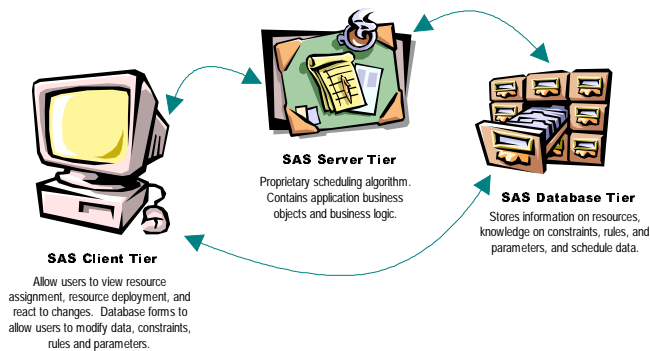 SAS Server Tier
Proprietary scheduling algorithm.
Contains application business
objects and business logic.
SAS Database Tier
Stores information on resources,
knowledge on constraints, rules, and
parameters, and schedule data.
SAS Client Tier
Allow users to view resource
assignment, resource deployment, and
react to changes.  Database forms to
allow users to modify data, constraints,
rules and parameters.